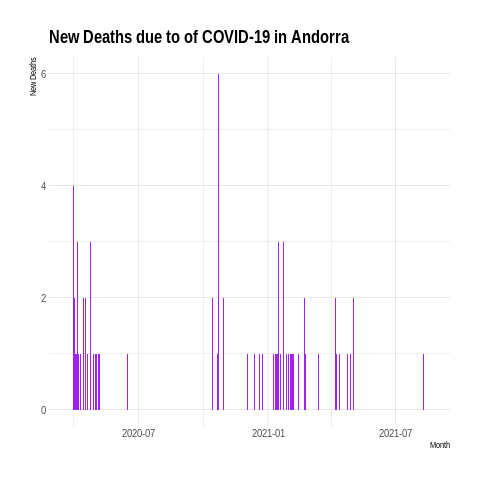 New Deaths due to of COVID-19 in Andorra
New Deaths
6
4
2
0
2020-07
2021-01
2021-07
Month